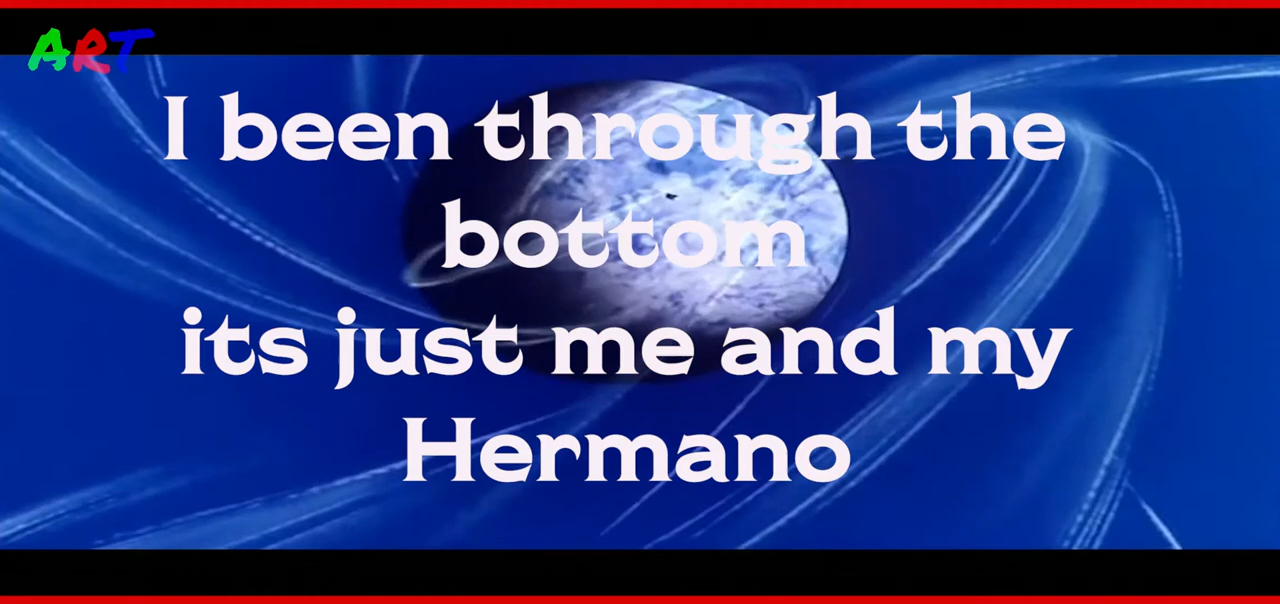 ART
I been through the
bottom
its just me and my
Hermano